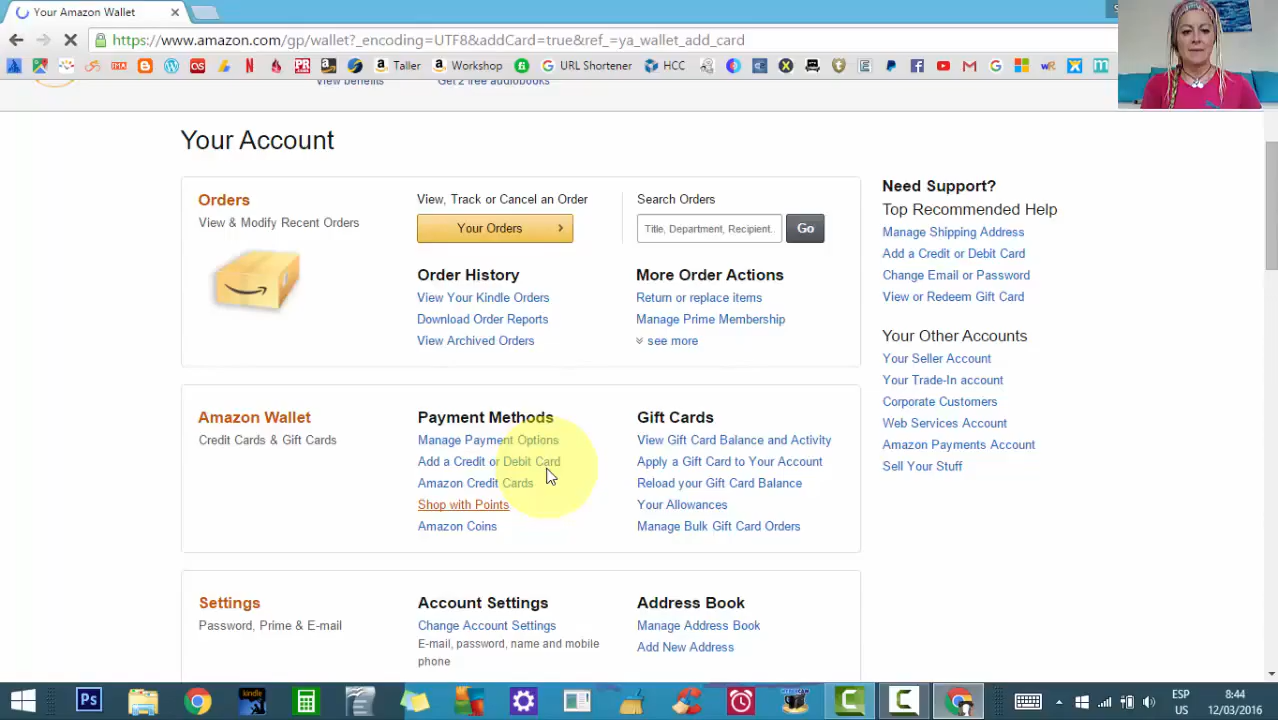 Your Amazon Wallet
https://www.amazon.com/gp/wallet?_encoding=UTF8&addCard=true&ref_=ya_wallet_add_card
Taller
Workshop
URL Shortener
HCC
View benefits
Get 2 free audiobooks
Your Account
Orders
View & Modify Recent Orders
View, Track or Cancel an Order
Your Orders
Search Orders
Title, Department, Recipient.
Go
Order History
View Your Kindle Orders
Download Order Reports
View Archived Orders
More Order Actions
Return or replace items
Manage Prime Membership
see more
Need Support?
Top Recommended Help
Manage Shipping Address
Add a Credit or Debit Card
Change Email or Password
View or Redeem Gift Card
Your Other Accounts
Your Seller Account
Your Trade-In account
Corporate Customers
Web Services Account
Amazon Payments Account
Sell Your Stuff
Amazon Wallet
Credit Cards & Gift Cards
Payment Methods
Manage Payment Options
Add a Credit or Debit Card
Amazon Credit Cards
Shop with Points
Amazon Coins
Gift Cards
View Gift Card Balance and Activity
Apply a Gift Card to Your Account
Reload your Gift Card Balance
Your Allowances
Manage Bulk Gift Card Orders
Settings
Password, Prime & E-mail
Account Settings
Change Account Settings
E-mail, password, name and mobile
phone
Address Book
Manage Address Book
Add New Address
Ps
kindle
ESP
US
8:44
12/03/2016